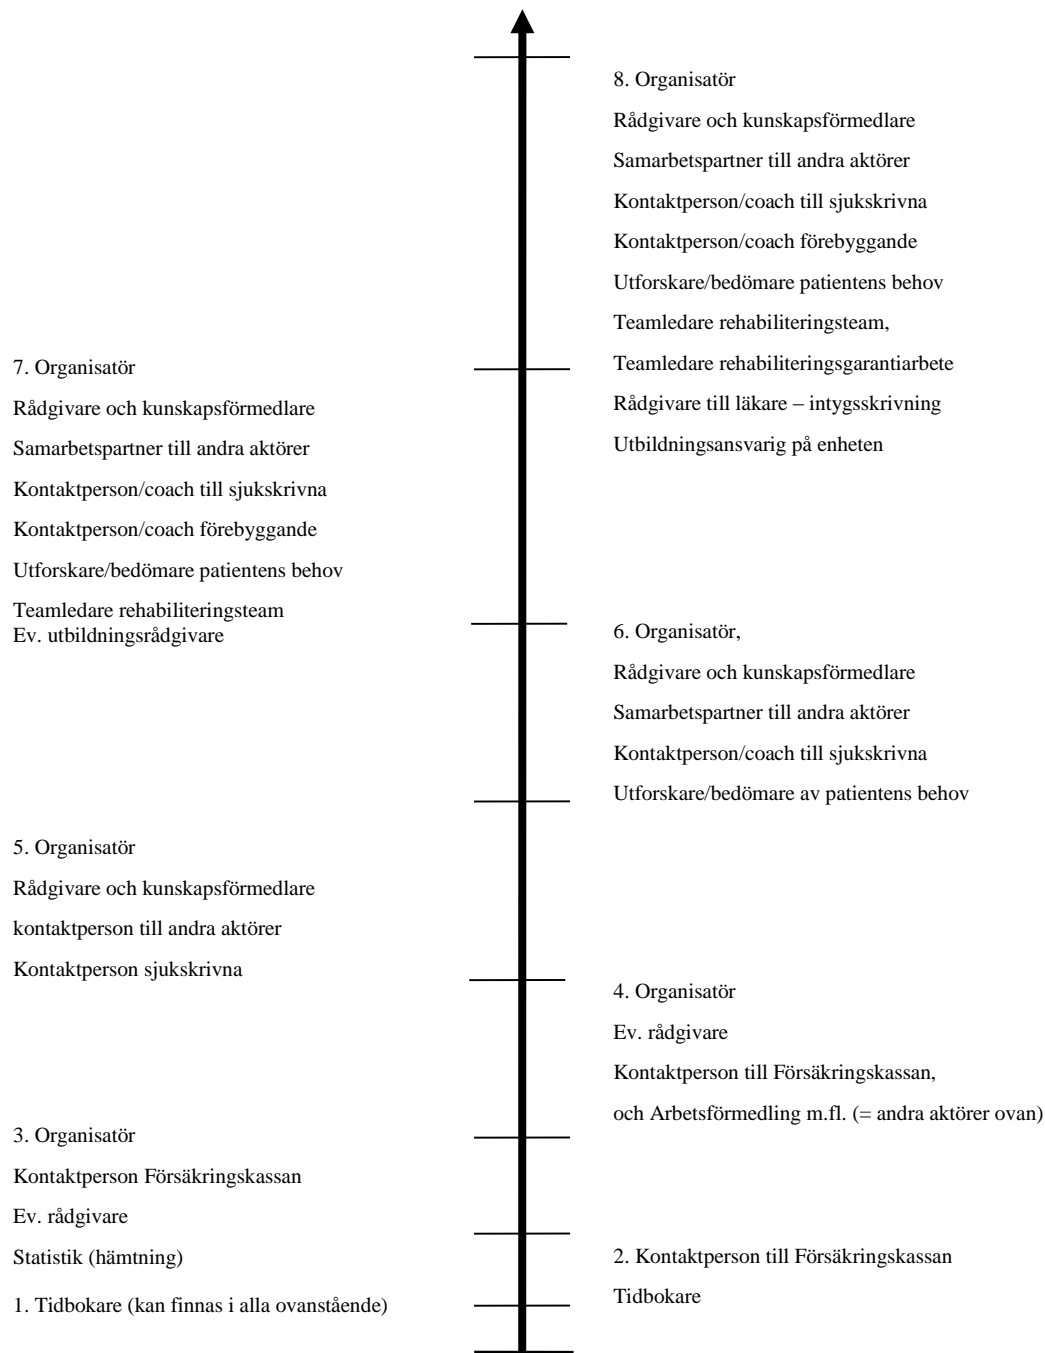 8. Organisatör
Rådgivare och kunskapsförmedlare
Samarbetspartner till andra aktörer
Kontaktperson/coach till sjukskrivna
Kontaktperson/coach förebyggande
Utforskare/bedömare patientens behov
Teamledare rehabiliteringsteam,
Teamledare rehabiliteringsgarantiarbete
Rådgivare till läkare – intygsskrivning
Utbildningsansvarig på enheten
7. Organisatör
Rådgivare och kunskapsförmedlare
Samarbetspartner till andra aktörer
Kontaktperson/coach till sjukskrivna
Kontaktperson/coach förebyggande
Utforskare/bedömare patientens behov
Teamledare rehabiliteringsteam
Ev. utbildningsrådgivare
6. Organisatör,
Rådgivare och kunskapsförmedlare
Samarbetspartner till andra aktörer
Kontaktperson/coach till sjukskrivna
Utforskare/bedömare av patientens behov
5. Organisatör
Rådgivare och kunskapsförmedlare
kontaktperson till andra aktörer
Kontaktperson sjukskrivna
4. Organisatör
Ev. rådgivare
Kontaktperson till Försäkringskassan,
och Arbetsförmedling m.fl. (= andra aktörer ovan)
3. Organisatör
Kontaktperson Försäkringskassan
Ev. rådgivare
Statistik (hämtning)
2. Kontaktperson till Försäkringskassan
Tidbokare
1. Tidbokare (kan finnas i alla ovanstående)